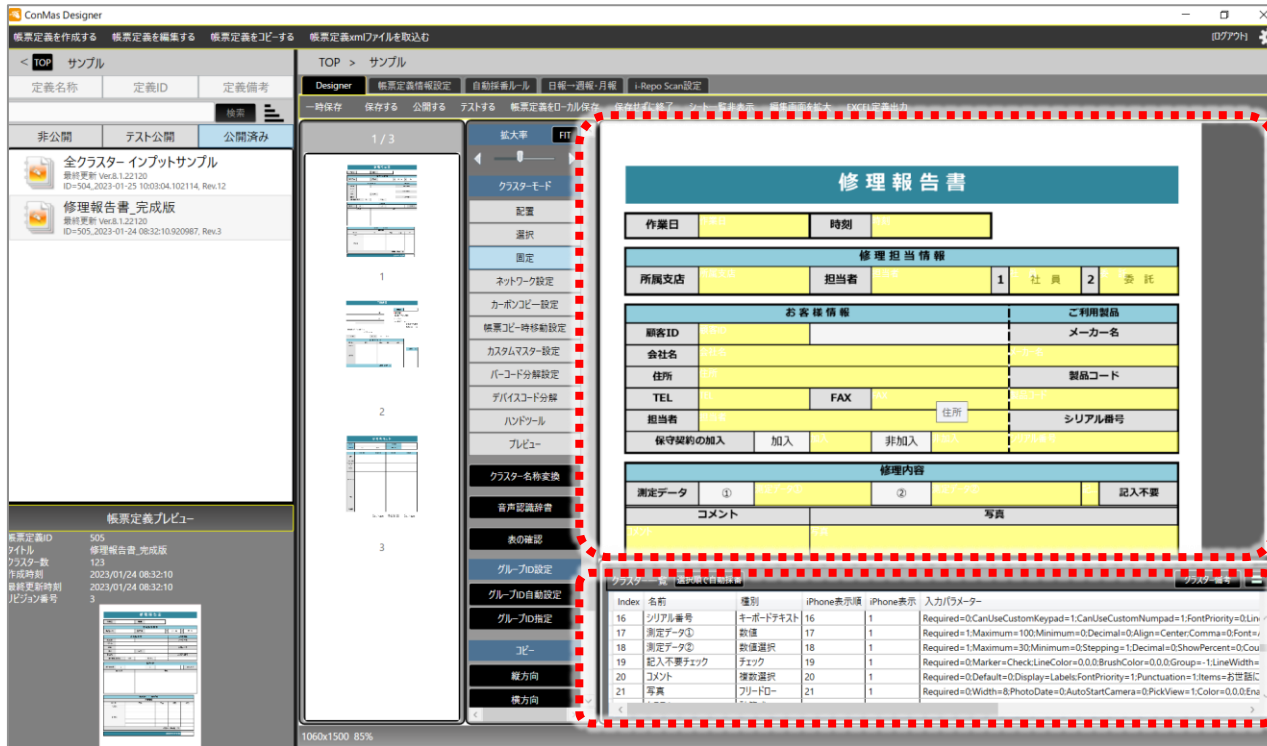 ConMas Designer
帳票定義を作成する 帳票定義を編集する 帳票定義をコピーする 帳票定義xmlファイルを取込む
[ログアウト]
< TOP サンプル
TOP > サンプル
定義名称 定義ID 定義備考
Designer 帳票定義情報設定 自動採番ルール 日報→週報・月報 i-Repo Scan設定
検索
一時保存 保存する 公開する テストする 帳票定義をローカル保存 保存せずに終了 シート一覧非表示 編集画面を拡大 EXCEL定義出力
非公開 テスト公開 公開済み
全クラスター インプットサンプル
最終更新 Ver.8.1.22120
ID=504_2023-01-25 10:03:04.102114, Rev.12
修理報告書_完成版
最終更新 Ver.8.1.22120
ID=505_2023-01-24 08:32:10.920987, Rev.3
帳票定義プレビュー
帳票定義ID 505
タイトル 修理報告書_完成版
クラスター数 123
作成時刻 2023/01/24 08:32:10
最終更新時刻 2023/01/24 08:32:10
リビジョン番号 3
1 / 3
1
2
3
拡大率 FIT
クラスターモード
配置
選択
固定
ネットワーク設定
カーボンコピー設定
帳票コピー時移動設定
カスタムマスター設定
バーコード分解設定
デバイスコード分解
ハンドツール
プレビュー
クラスター名称変換
音声認識辞書
表の確認
グループID設定
グループID自動設定
グループID指定
コピー
縦方向
横方向
修理報告書
作業日 時刻
修理担当情報
所属支店 担当者 1 社員 2 委託
お客様情報 ご利用製品
顧客ID メーカー名
会社名
住所 製品コード
TEL FAX
住所
担当者 シリアル番号
保守契約の加入 加入 非加入
修理内容
測定データ ① ② 記入不要
コメント 写真
クラスター一覧 選択順で自動採番 クラスター番号
Index 名前 種別 iPhone表示順 iPhone表示 入力パラメーター
16 シリアル番号 キーボードテキスト 16 1 Required=0;CanUseCustomKeypad=1;CanUseCustomNumpad=1;FontPriority=0;Line
17 測定データ① 数値 17 1 Required=1;Maximum=100;Minimum=0;Decimal=0;Align=Center;Comma=0;Font=
18 測定データ② 数値選択 18 1 Required=1;Maximum=30;Minimum=0;Stepping=1;Decimal=0;ShowPercent=0;Cou
19 記入不要チェック チェック 19 1 Required=0;Marker=Check;LineColor=0,0,0;BrushColor=0,0,0;Group=-1;LineWidth=
20 コメント 複数選択 20 1 Required=0;Default=0;Display=Labels;FontPriority=1;Punctuation=1;Items=お世話に
21 写真 フリードロー 21 1 Required=0;Width=8;PhotoDate=0;AutoStartCamera=0;PickView=1;Color=0,0,0;Ena
1060x1500 85%